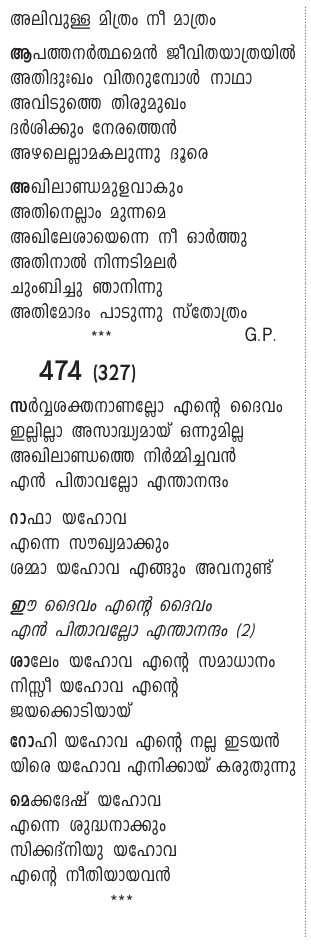 അലിവുള്ള മിത്രം നീ മാത്രം
ആപത്തനർത്ഥമെൻ ജീവിതയാത്രയിൽ
അതിദുഃഖം വിതറുമ്പോൾ നാഥാ
അവിടുത്തെ തിരുമുഖം
ദർശിക്കും നേരത്തെൻ
അഴലെല്ലാമകലുന്നു ദൂരെ
അഖിലാണ്ഡമുളവാകും
അതിനെല്ലാം മുന്നമെ
അഖിലേശായെന്നെ നീ ഓർത്തു
അതിനാൽ നിന്നടിമലർ
ചുംബിച്ചു ഞാനിന്നു
അതിമോദം പാടുന്നു സ്തോത്രം
*** G.P.
474 (327)
സർവ്വശക്തനാണല്ലോ എന്റെ ദൈവം
ഇല്ലില്ലാ അസാദ്ധ്യമായ് ഒന്നുമില്ല
അഖിലാണ്ഡത്തെ നിർമ്മിച്ചവൻ
എൻ പിതാവല്ലോ എന്താനന്ദം
റാഫാ യഹോവ
എന്നെ സൗഖ്യമാക്കും
ശമ്മാ യഹോവ എങ്ങും അവനുണ്ട്
ഈ ദൈവം എന്റെ ദൈവം
എൻ പിതാവല്ലോ എന്താനന്ദം (2)
ശാലേം യഹോവ എന്റെ സമാധാനം
നിസ്സീ യഹോവ എന്റെ
ജയക്കൊടിയായ്
റോഹി യഹോവ എന്റെ നല്ല ഇടയൻ
യിരെ യഹോവ എനിക്കായ് കരുതുന്നു
മെക്കദേഷ് യഹോവ
എന്നെ ശുദ്ധനാക്കും
സിക്കദ്നിയു യഹോവ
എന്റെ നീതിയായവൻ
***